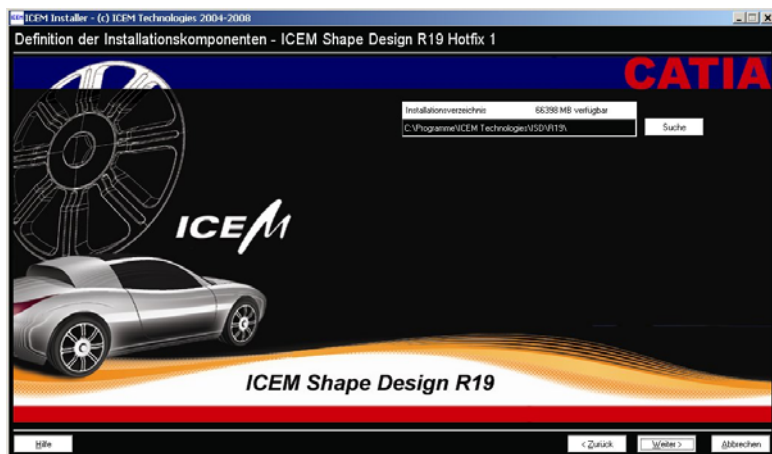 ICEM Installer - (c) ICEM Technologies 2004-2008
Definition der Installationskomponenten - ICEM Shape Design R19 Hotfix 1
CATIA
Installationsverzeichnis 66398 MB verfügbar
C:\Programme\ICEM Technologies\ISD\R19\
Suche
ICEM
ICEM Shape Design R19
Hilfe
< Zurück
Weiter >
Abbrechen